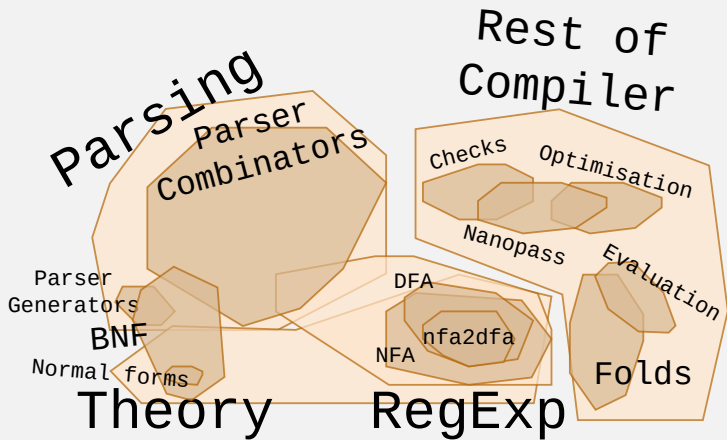 Rest of
Compiler
Parsing
Parser
Combinators
Checks
Optimisation
Nanopass
Evaluation
Parser
Generators
DFA
BNF
nfa2dfa
NFA
Normal forms
Folds
Theory
RegExp